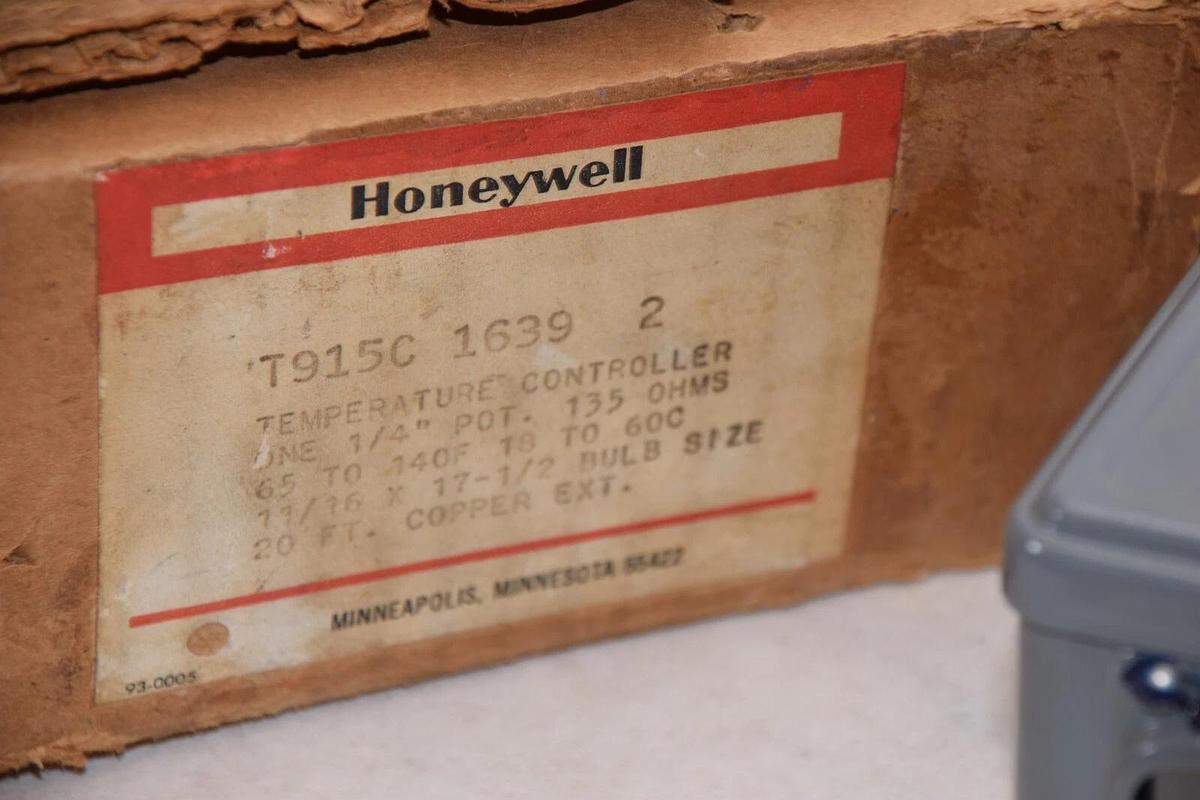 Honeywell
T915C 1639 2
TEMPERATURE CONTROLLER
ONE 1/4" POT. 135 OHMS
65 TO 140F 18 TO 60C
11/16 X 17-1/2 BULB SIZE
20 FT. COPPER EXT.
MINNEAPOLIS, MINNESOTA 55422
93-0005